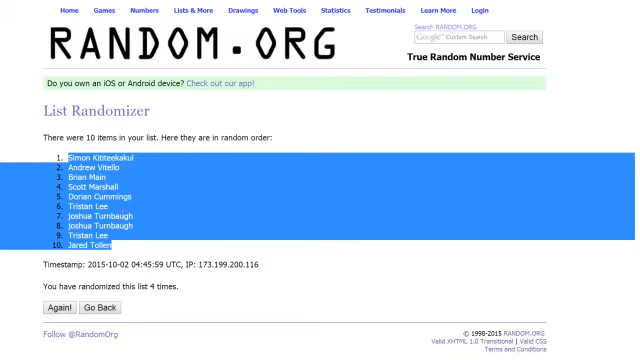 Home Games Numbers Lists & More Drawings Web Tools Statistics Testimonials Learn More Login
Search RANDOM.ORG
RANDOM.ORG
Google™ Custom Search Search
True Random Number Service
Do you own an iOS or Android device? Check out our app!
List Randomizer
There were 10 items in your list. Here they are in random order:
1. Simon Kititeekakul
2. Andrew Vitello
3. Brian Main
4. Scott Marshall
5. Dorian Cummings
6. Tristan Lee
7. Joshua Turnbaugh
8. Joshua Turnbaugh
9. Tristan Lee
10. Jared Tollen
Timestamp: 2015-10-02 04:45:59 UTC, IP: 173.199.200.116
You have randomized this list 4 times.
Again! Go Back
Follow @RandomOrg
© 1998-2015 RANDOM.ORG
Valid XHTML 1.0 Transitional | Valid CSS
Terms and Conditions